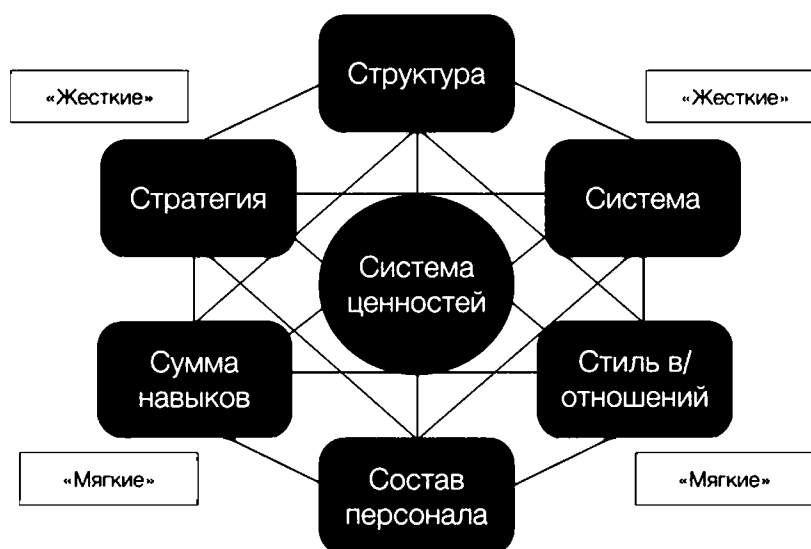 Структура
«Жесткие»
«Жесткие»
Стратегия
Система
Система
ценностей
Сумма
навыков
Стиль в/
отношений
«Мягкие»
«Мягкие»
Состав
персонала